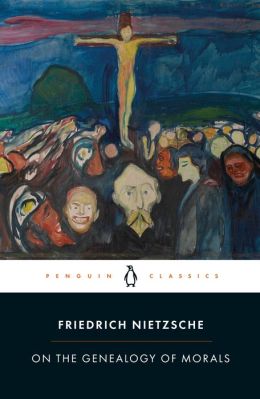 PENGUIN CLASSICS
FRIEDRICH NIETZSCHE
ON THE GENEALOGY OF MORALS